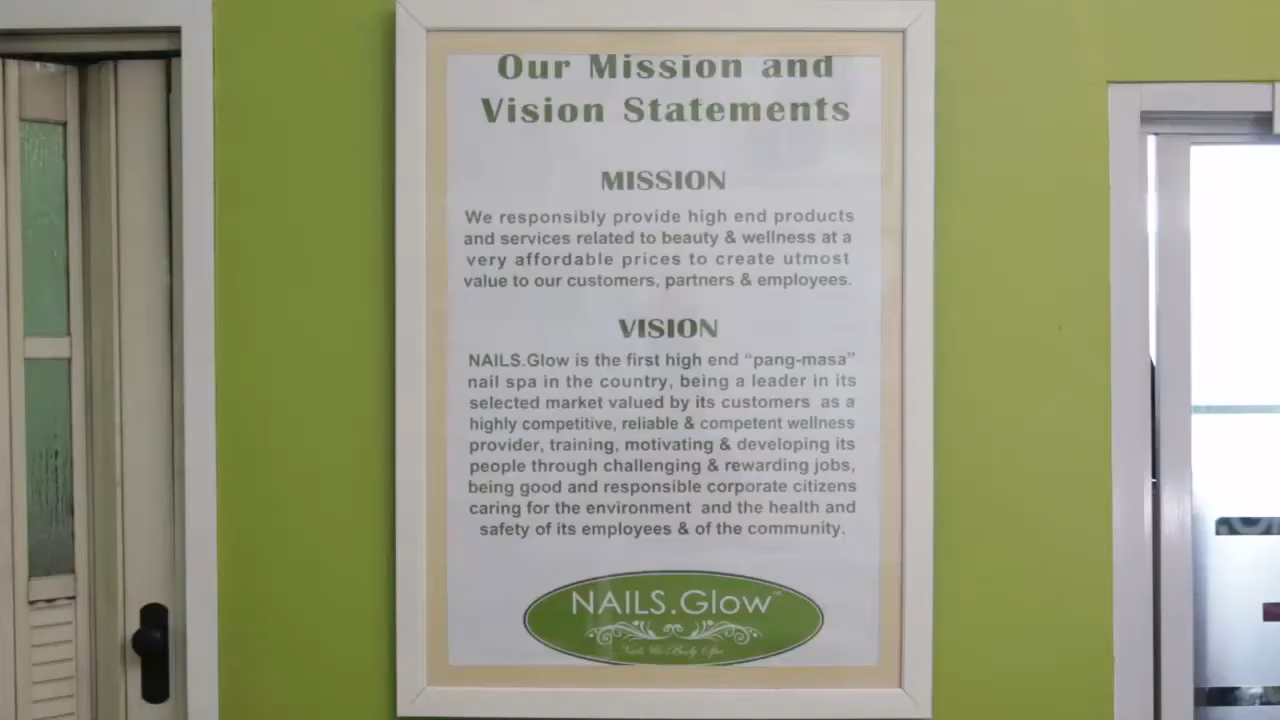 Our Mission and
Vision Statements
MISSION
We responsibly provide high end products
and services related to beauty & wellness at a
very affordable prices to create utmost
value to our customers, partners & employees.
VISION
NAILS.Glow is the first high end “pang-masa”
nail spa in the country, being a leader in its
selected market valued by its customers as a
highly competitive, reliable & competent wellness
provider, training, motivating & developing its
people through challenging & rewarding jobs,
being good and responsible corporate citizens
caring for the environment and the health and
safety of its employees & of the community.
NAILS.Glow™
Nails & Body Spa